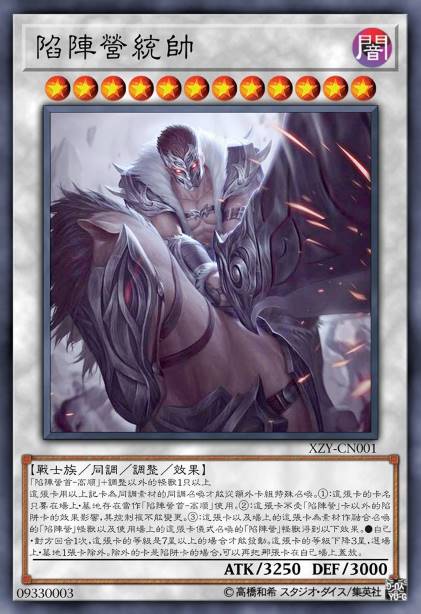 陷陣營統帥
闇
XZY-CN001
【戰士族／同調／調整／效果】
「陷陣營首-高順」+調整以外的怪獸1只以上
這張卡用以上記卡為同調素材的同調召喚才能從額外卡組特殊召喚。①：這張卡的卡名
只要在場上·墓地存在當作「陷陣營首-高順」使用。②：這張卡不受「陷陣營」卡以外的陷
阱卡的效果影響，其控制權不能變更。③：這張卡以及場上的這張卡為素材作融合召喚
的「陷陣營」怪獸以及使用場上的這張卡儀式召喚的「陷陣營」怪獸得到以下效果。●自己
·對方回合1次，這張卡的等級是7星以上的場合才能發動。這張卡的等級下降3星，選場
上·墓地1張卡除外。除外的卡是陷阱卡的場合，可以再把那張卡在自己場上蓋放。
ATK/3250 DEF/3000
09330003
©高橋和希 スタジオ・ダイス/集英社